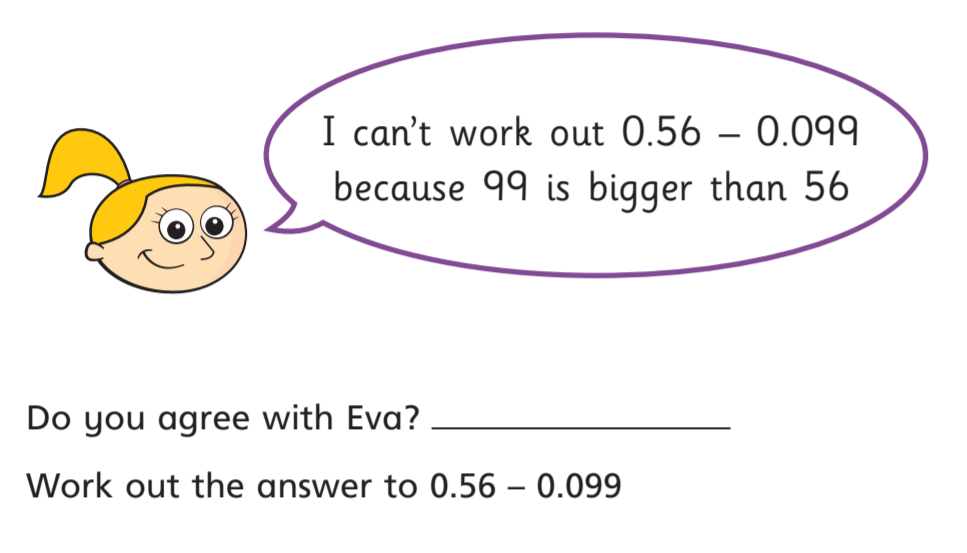 I can't work out 0.56 – 0.099
because 99 is bigger than 56
Do you agree with Eva?
Work out the answer to 0.56 – 0.099